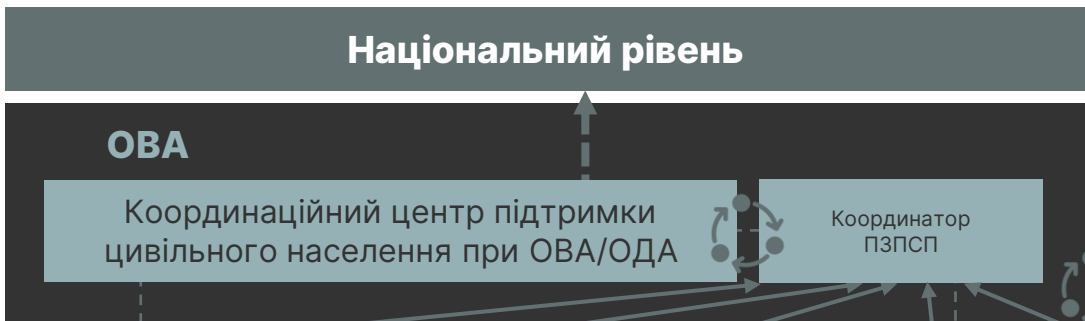 Національний рівень
ОВА
Координаційний центр підтримки
цивільного населення при ОВА/ОДА
Координатор
ПЗПСП